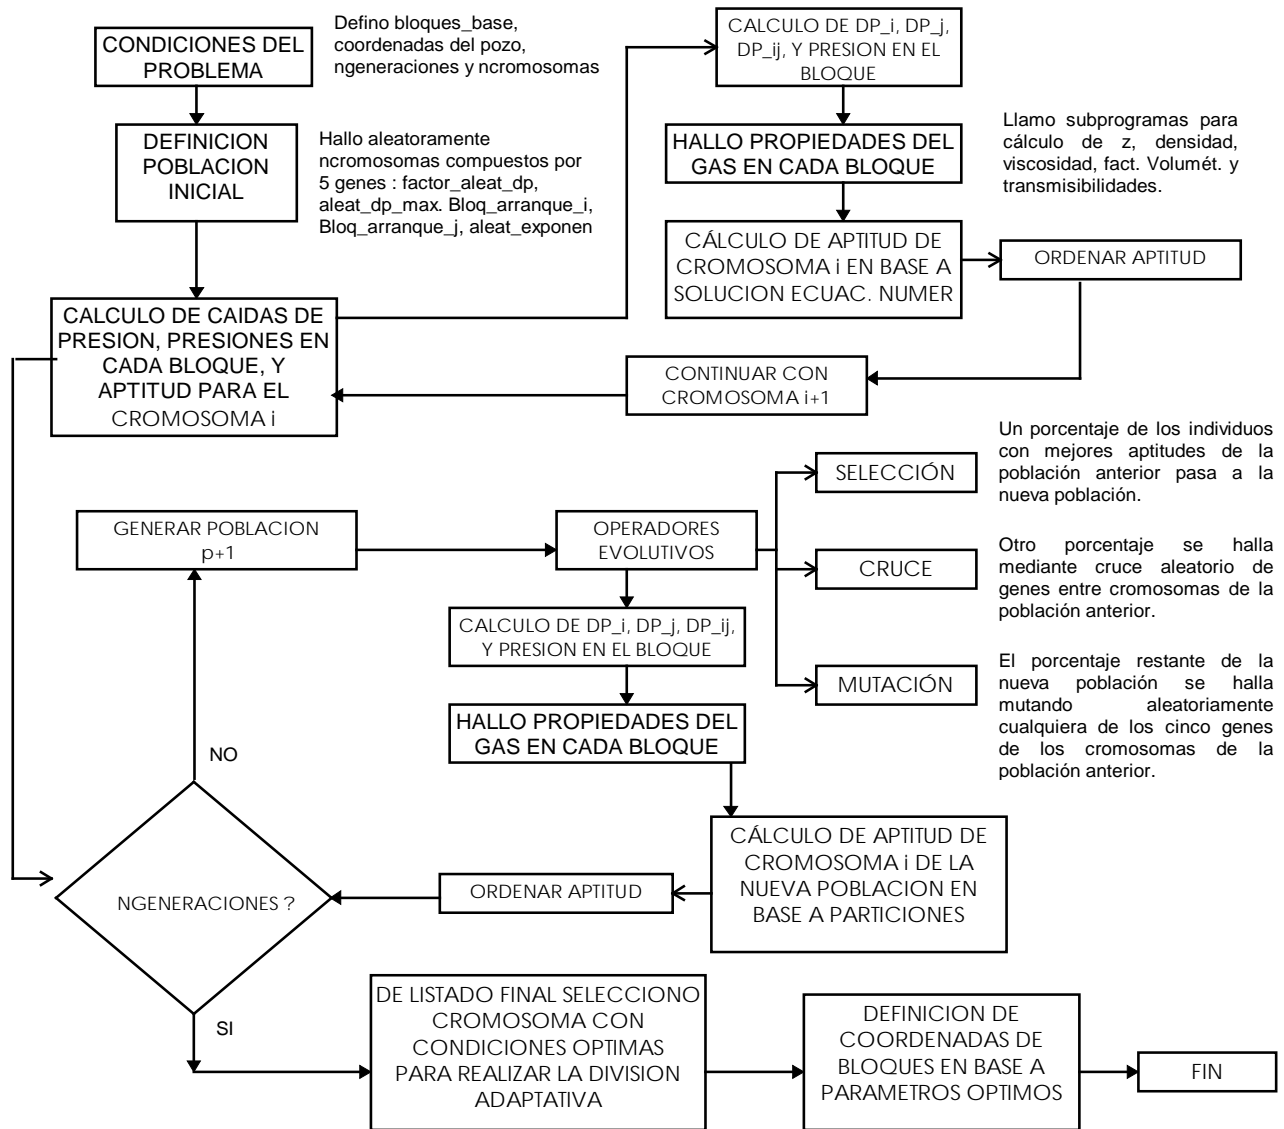 CONDICIONES DEL
PROBLEMA
Defino bloques_base,
coordenadas del pozo,
ngeneraciones y ncromosomas
CALCULO DE DP_i, DP_j,
DP_ij, Y PRESION EN EL
BLOQUE
DEFINICION
POBLACION
INICIAL
Hallo aleatoramente
ncromosomas compuestos por
5 genes : factor_aleat_dp,
aleat_dp_max. Bloq_arranque_i,
Bloq_arranque_j, aleat_exponen
HALLO PROPIEDADES DEL
GAS EN CADA BLOQUE
Llamo subprogramas para
cálculo de z, densidad,
viscosidad, fact. Volumét. y
transmisibilidades.
CÁLCULO DE APTITUD DE
CROMOSOMA i EN BASE A
SOLUCION ECUAC. NUMER
ORDENAR APTITUD
CALCULO DE CAIDAS DE
PRESION, PRESIONES EN
CADA BLOQUE, Y
APTITUD PARA EL
CROMOSOMA i
CONTINUAR CON
CROMOSOMA i+1
SELECCIÓN
Un porcentaje de los individuos
con mejores aptitudes de la
población anterior pasa a la
nueva población.
GENERAR POBLACION
p+1
OPERADORES
EVOLUTIVOS
CRUCE
Otro porcentaje se halla
mediante cruce aleatorio de
genes entre cromosomas de la
población anterior.
CALCULO DE DP_i, DP_j, DP_ij,
Y PRESION EN EL BLOQUE
MUTACIÓN
El porcentaje restante de la
nueva población se halla
mutando aleatoriamente
cualquiera de los cinco genes
de los cromosomas de la
población anterior.
HALLO PROPIEDADES DEL
GAS EN CADA BLOQUE
NO
CÁLCULO DE APTITUD DE
CROMOSOMA i DE LA
NUEVA POBLACION EN
BASE A PARTICIONES
ORDENAR APTITUD
NGENERACIONES ?
SI
DE LISTADO FINAL SELECCIONO
CROMOSOMA CON
CONDICIONES OPTIMAS
PARA REALIZAR LA DIVISION
ADAPTATIVA
DEFINICION DE
COORDENADAS DE
BLOQUES EN BASE A
PARAMETROS OPTIMOS
FIN